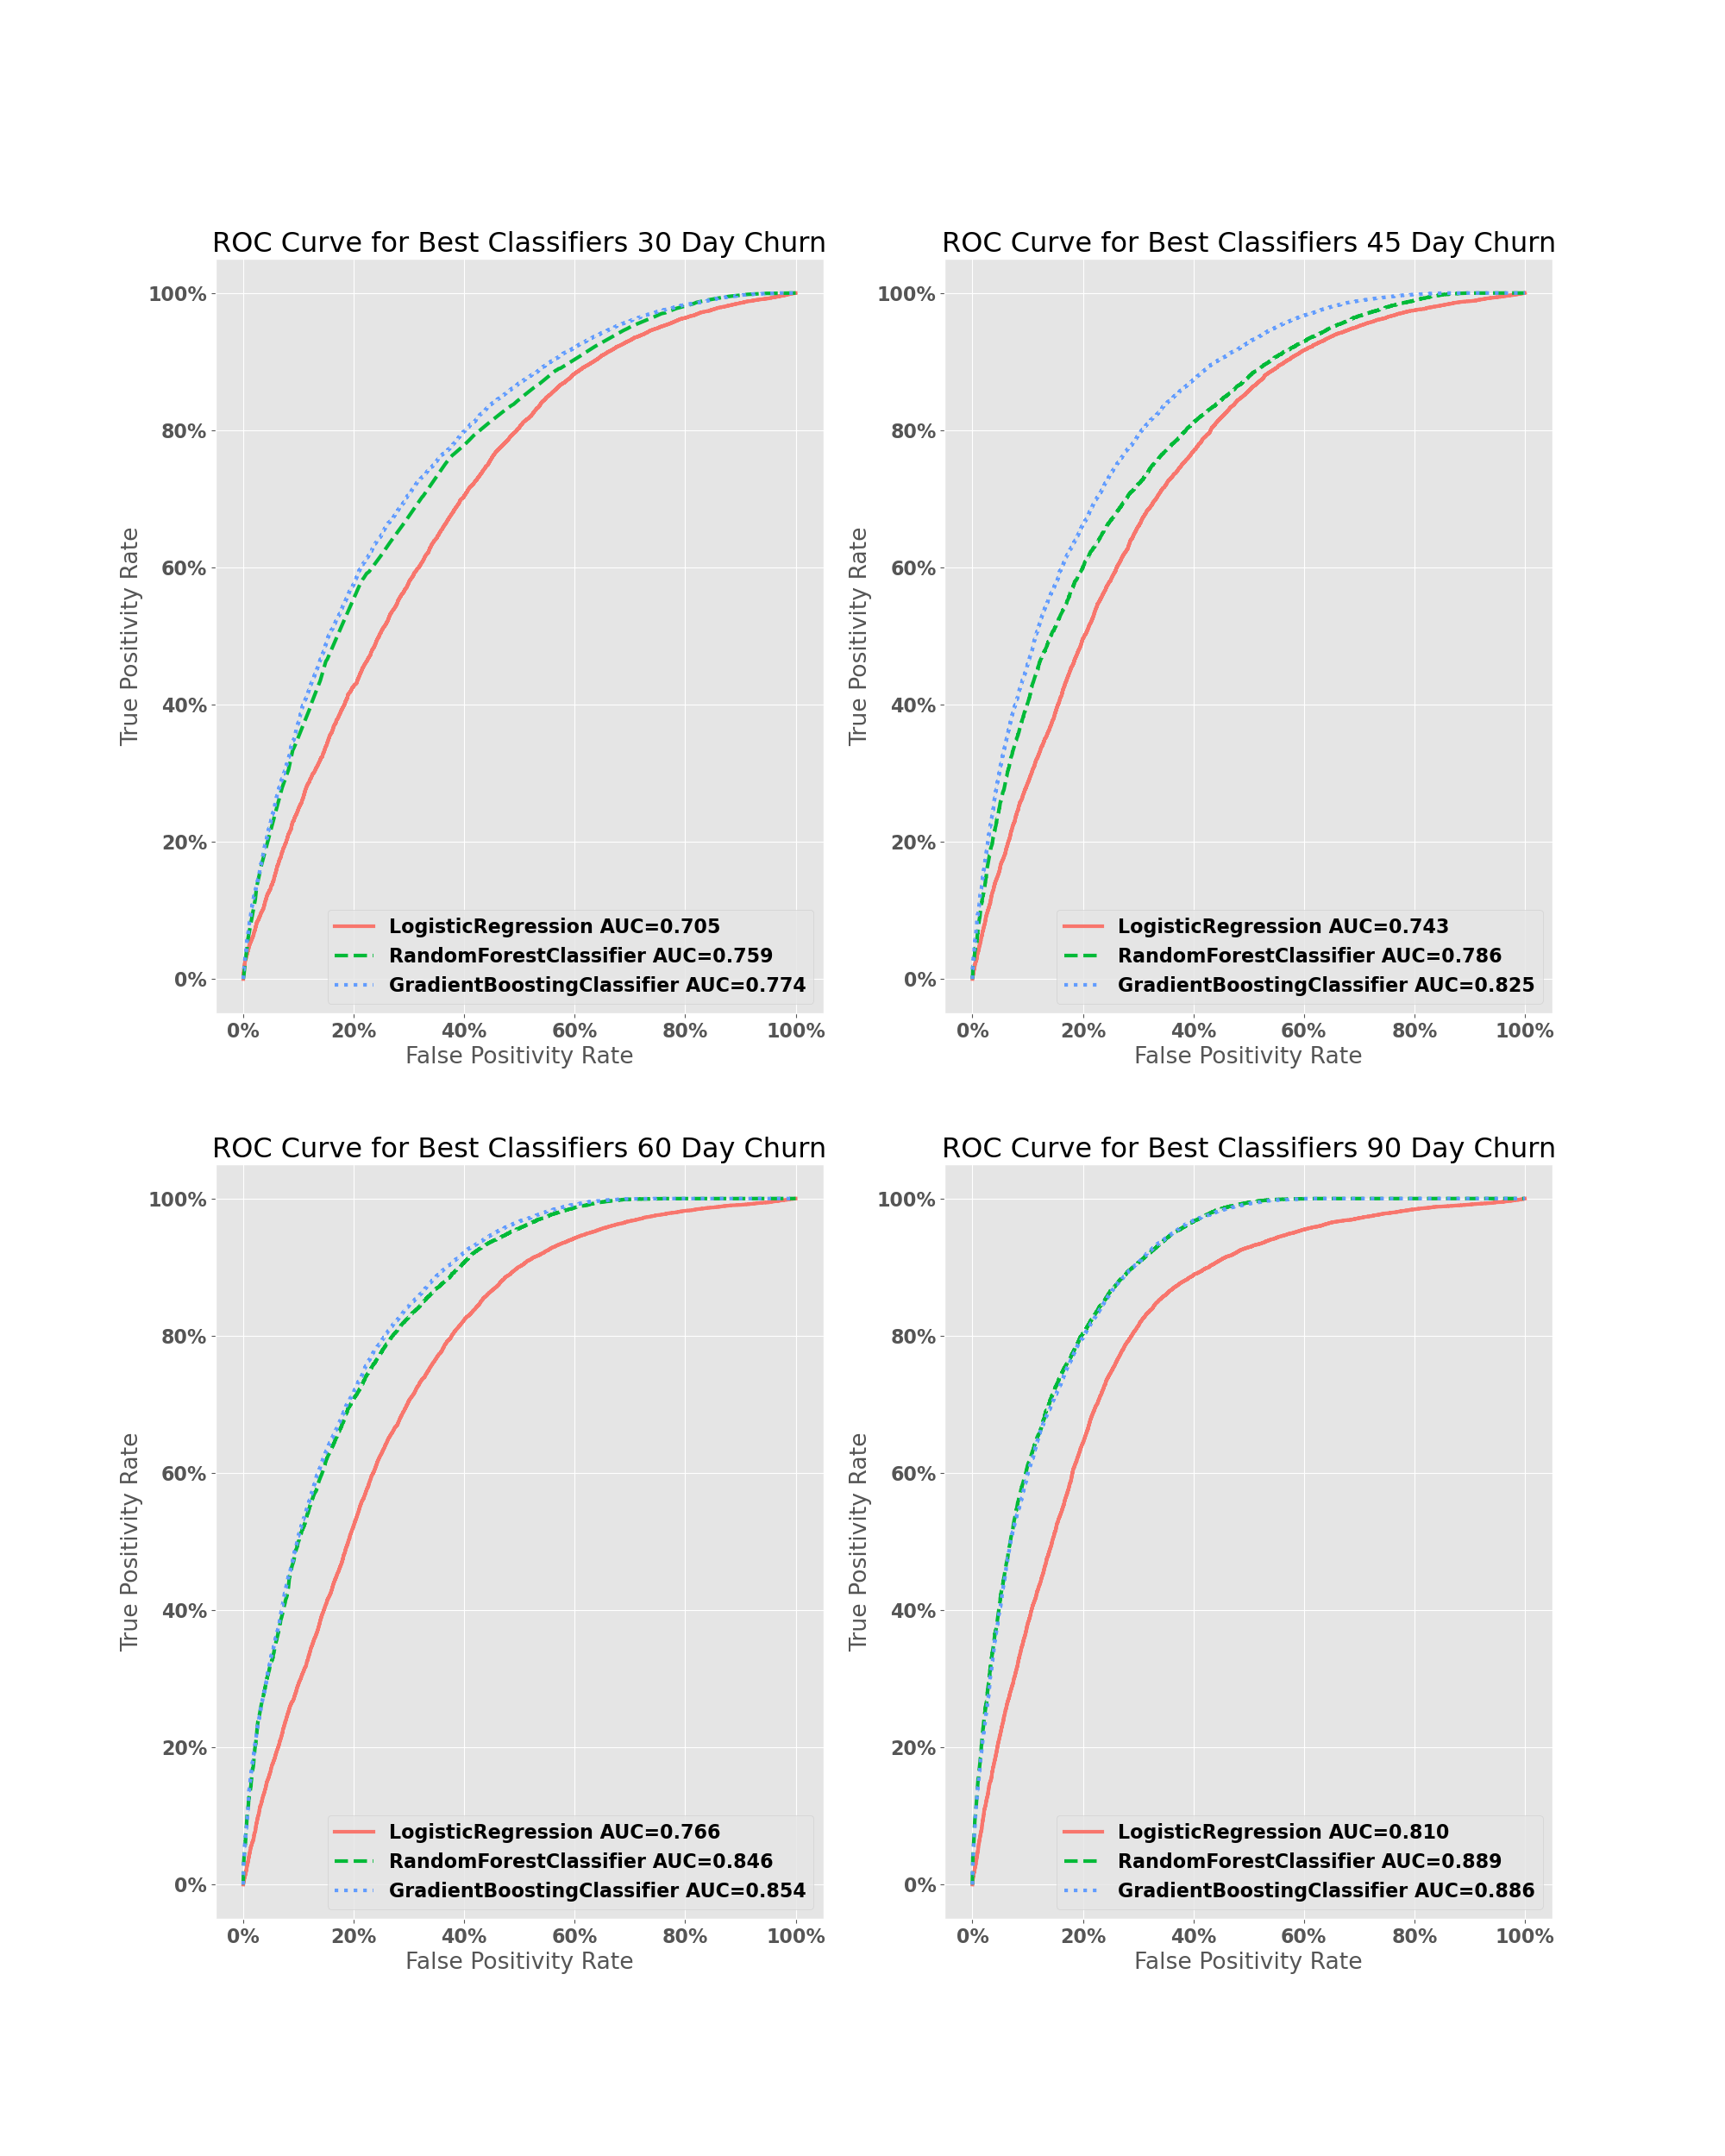 ROC Curve for Best Classifiers 30 Day Churn
100%
80%
60%
40%
20%
0%
True Positivity Rate
LogisticRegression AUC=0.705
RandomForestClassifier AUC=0.759
GradientBoostingClassifier AUC=0.774
0% 20% 40% 60% 80% 100%
False Positivity Rate
ROC Curve for Best Classifiers 45 Day Churn
100%
80%
60%
40%
20%
0%
True Positivity Rate
LogisticRegression AUC=0.743
RandomForestClassifier AUC=0.786
GradientBoostingClassifier AUC=0.825
0% 20% 40% 60% 80% 100%
False Positivity Rate
ROC Curve for Best Classifiers 60 Day Churn
100%
80%
60%
40%
20%
0%
True Positivity Rate
LogisticRegression AUC=0.766
RandomForestClassifier AUC=0.846
GradientBoostingClassifier AUC=0.854
0% 20% 40% 60% 80% 100%
False Positivity Rate
ROC Curve for Best Classifiers 90 Day Churn
100%
80%
60%
40%
20%
0%
True Positivity Rate
LogisticRegression AUC=0.810
RandomForestClassifier AUC=0.889
GradientBoostingClassifier AUC=0.886
0% 20% 40% 60% 80% 100%
False Positivity Rate